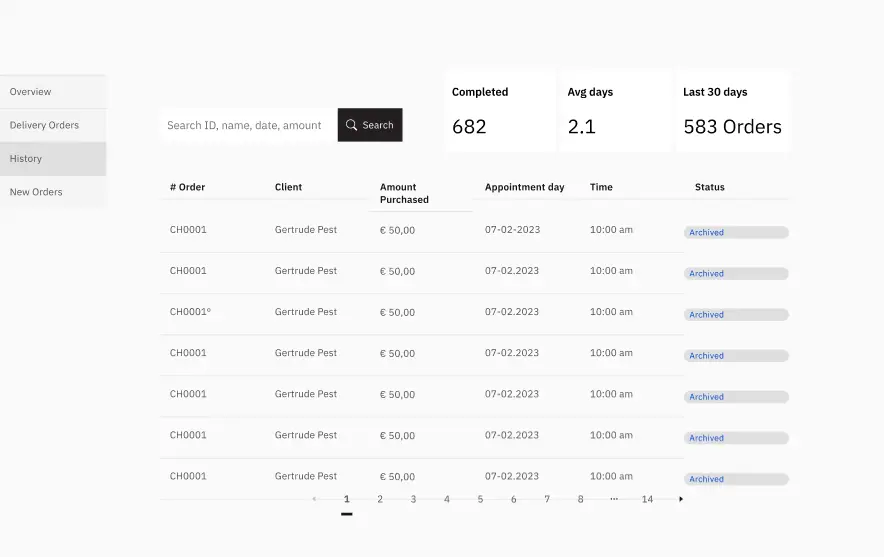 Overview
Delivery Orders
History
New Orders
Search ID, name, date, amount
Search
Completed
682
Avg days
2.1
Last 30 days
583 Orders
# Order Client Amount Purchased Appointment day Time Status
CH0001 Gertrude Pest € 50,00 07-02-2023 10:00 am Archived
CH0001 Gertrude Pest € 50,00 07-02.2023 10:00 am Archived
CH0001º Gertrude Pest € 50,00 07-02.2023 10:00 am Archived
CH0001 Gertrude Pest € 50,00 07-02.2023 10:00 am Archived
CH0001 Gertrude Pest € 50,00 07-02.2023 10:00 am Archived
CH0001 Gertrude Pest € 50,00 07-02.2023 10:00 am Archived
CH0001 Gertrude Pest € 50,00 07-02.2023 10:00 am Archived
1 2 3 4 5 6 7 8 ... 14